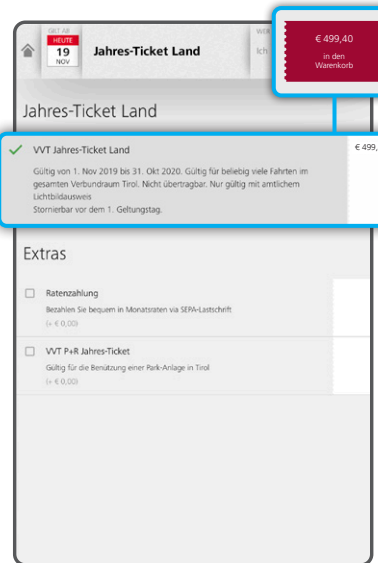 GILT AB
HEUTE
19
NOV
Jahres-Ticket Land
WER
Ich
€ 499,40
in den
Warenkorb
Jahres-Ticket Land
VVT Jahres-Ticket Land
€ 499,
Gültig von 1. Nov 2019 bis 31. Okt 2020. Gültig für beliebig viele Fahrten im
gesamten Verbundraum Tirol. Nicht übertragbar. Nur gültig mit amtlichem
Lichtbildausweis
Stornierbar vor dem 1. Geltungstag.
Extras
Ratenzahlung
Bezahlen Sie bequem in Monatsraten via SEPA-Lastschrift
(+ € 0,00)
VVT P+R Jahres-Ticket
Gültig für die Benützung einer Park-Anlage in Tirol
(+ € 0,00)